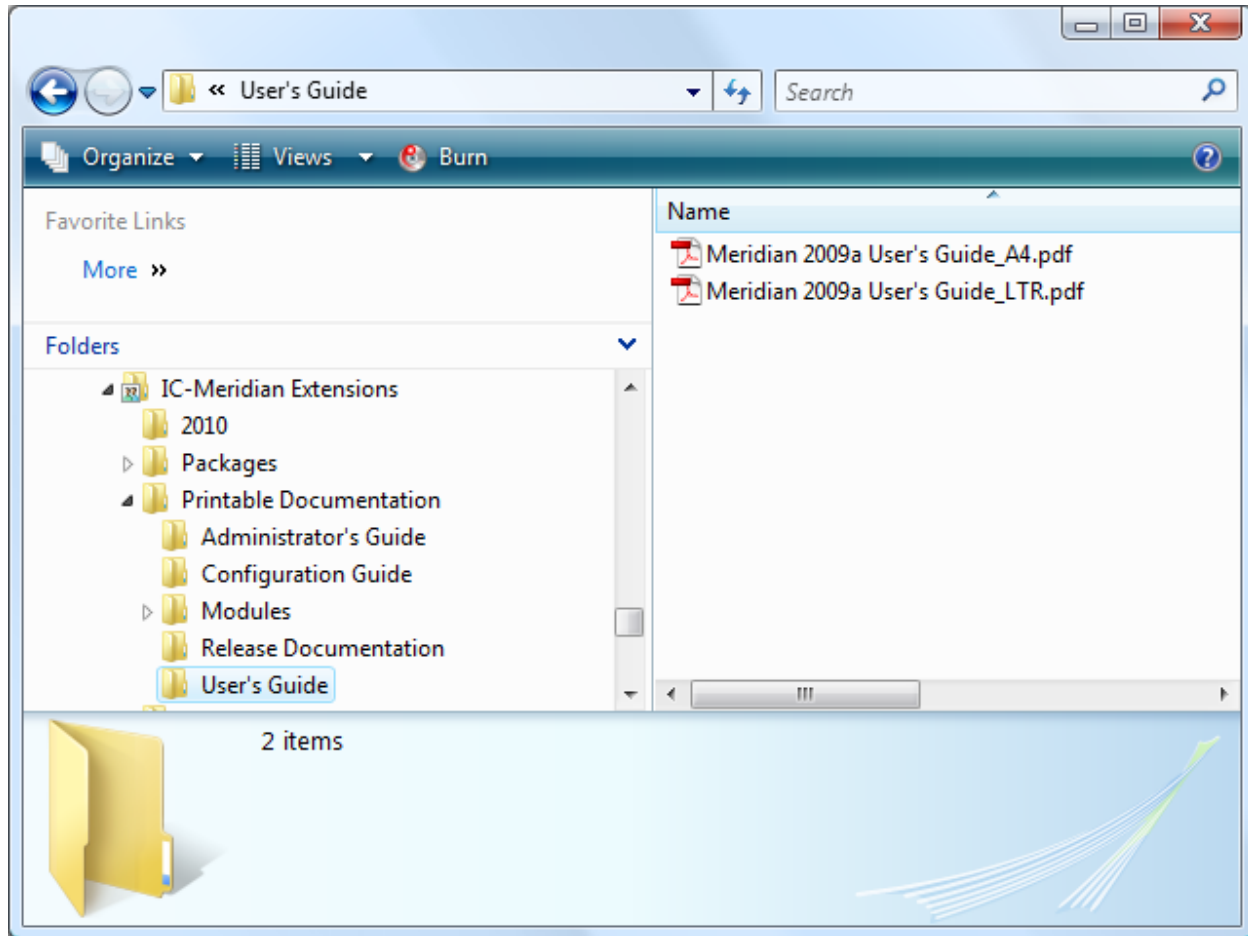 « User's Guide
Search
Organize Views Burn
Favorite Links
More »
Folders
IC-Meridian Extensions
2010
Packages
Printable Documentation
Administrator's Guide
Configuration Guide
Modules
Release Documentation
User's Guide
Name
Meridian 2009a User's Guide_A4.pdf
Meridian 2009a User's Guide_LTR.pdf
2 items